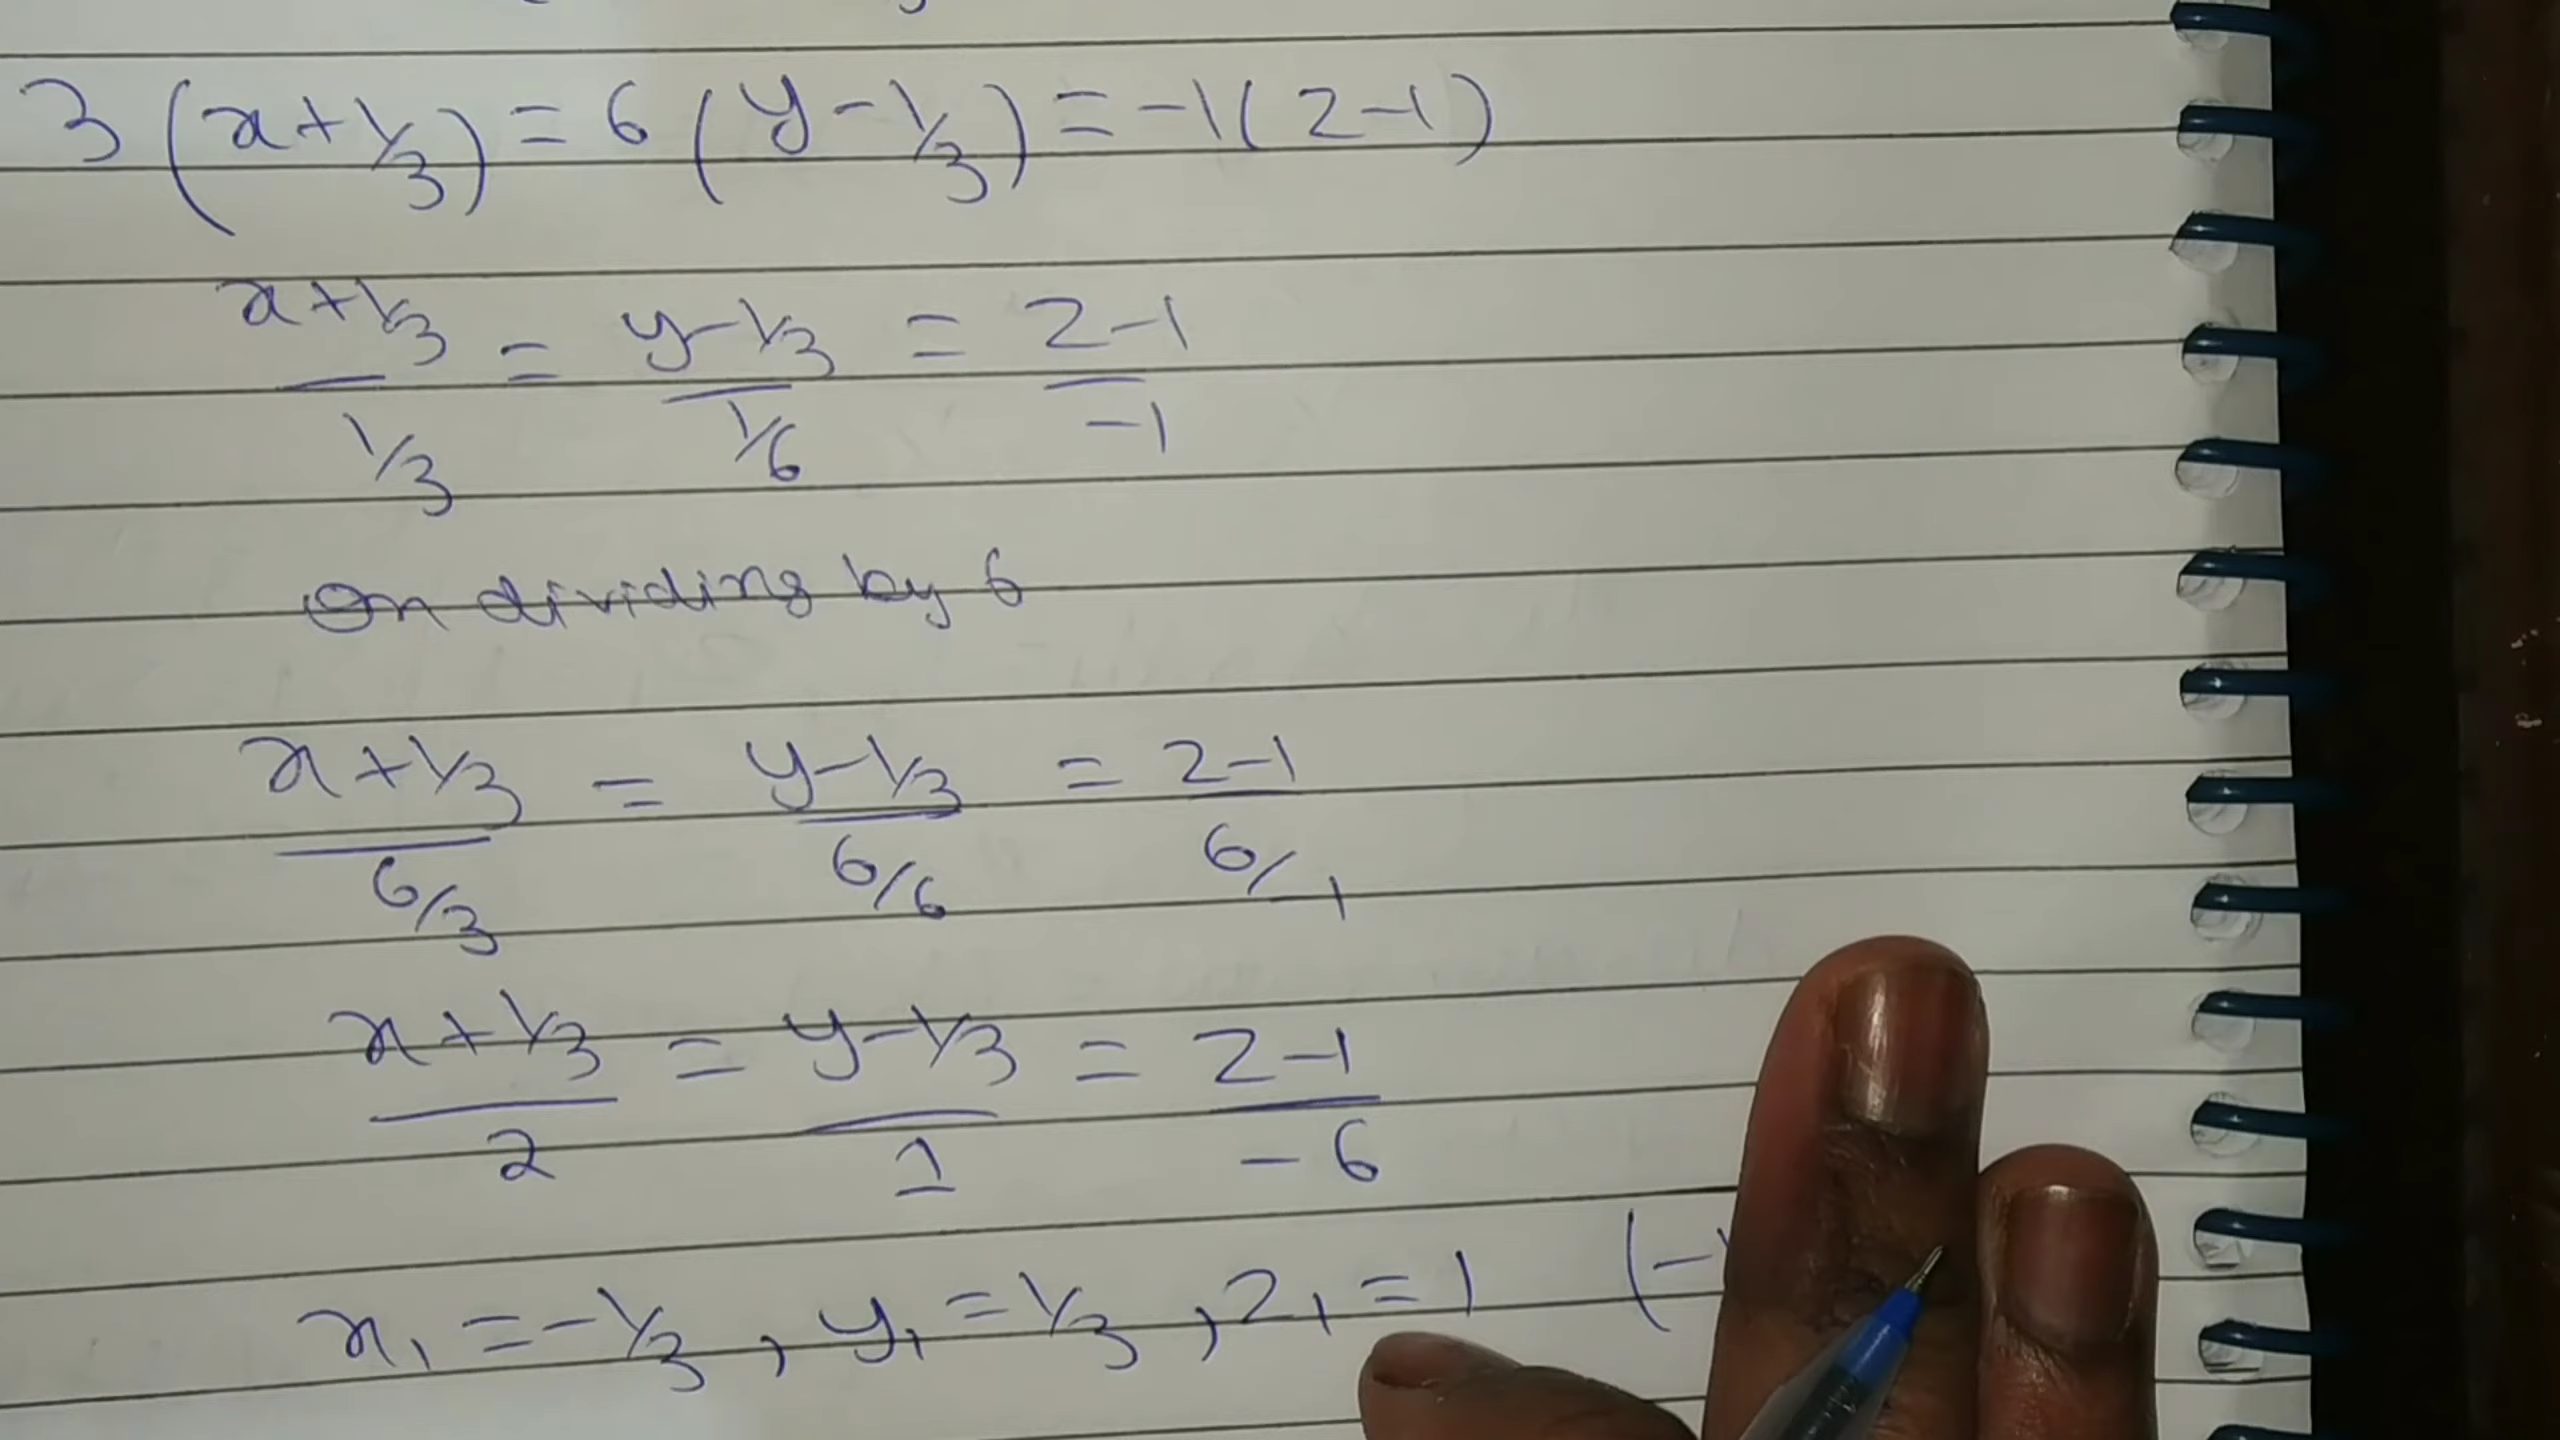 3(x+1/3) = 6(y-1/3) = -1(z-1)
x+1/3 = y-1/3 = z-1
1/3 1/6 -1
On dividing by 6
x+1/3 = y-1/3 = z-1
6/3 6/6 6/-1
x+1/3 = y-1/3 = z-1
2 1 -6
x₁ = -1/3, y₁ = 1/3, z₁ = 1 (-